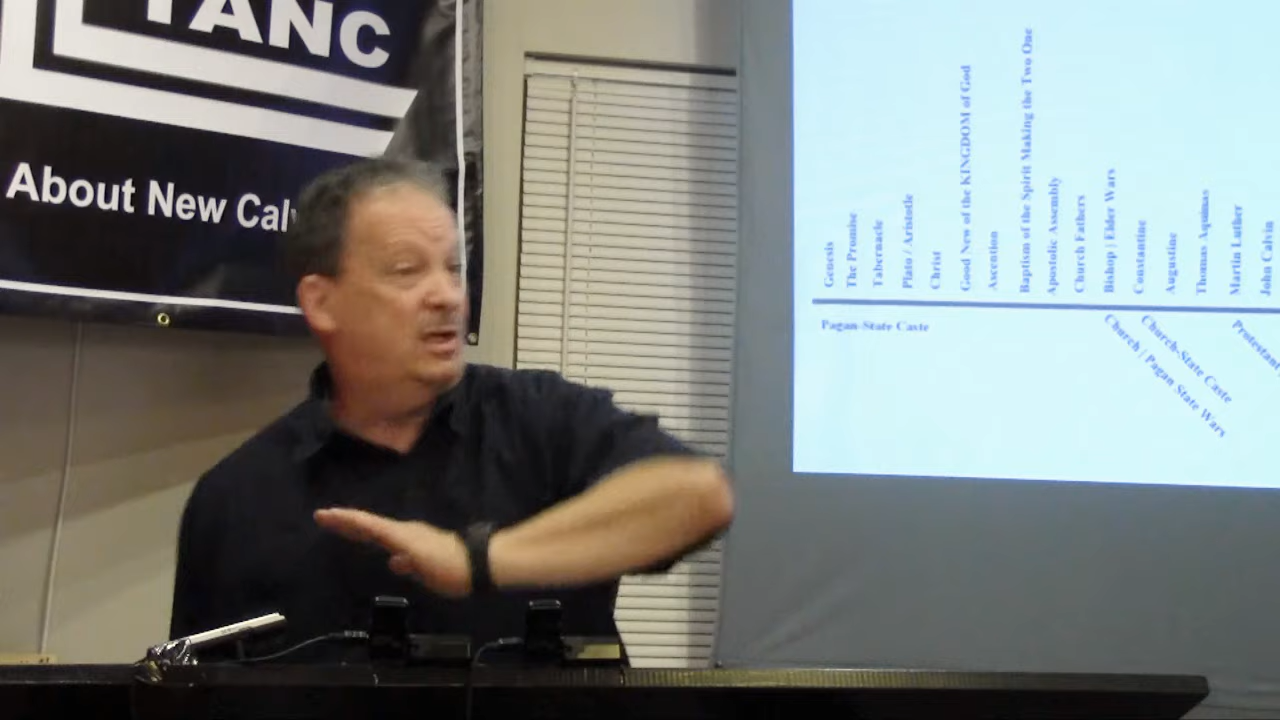 TANC
About New Cal
Genesis
The Promise
Tabernacle
Plato / Aristotle
Christ
Good New of the KINGDOM of God
Ascention
Baptism of the Spirit Making the Two One
Apostolic Assembly
Church Fathers
Bishop | Elder Wars
Constantine
Augustine
Thomas Aquinas
Martin Luther
John Calvin
Pagan-State Caste
Church | Pagan State Wars
Church-State Caste
Protestant